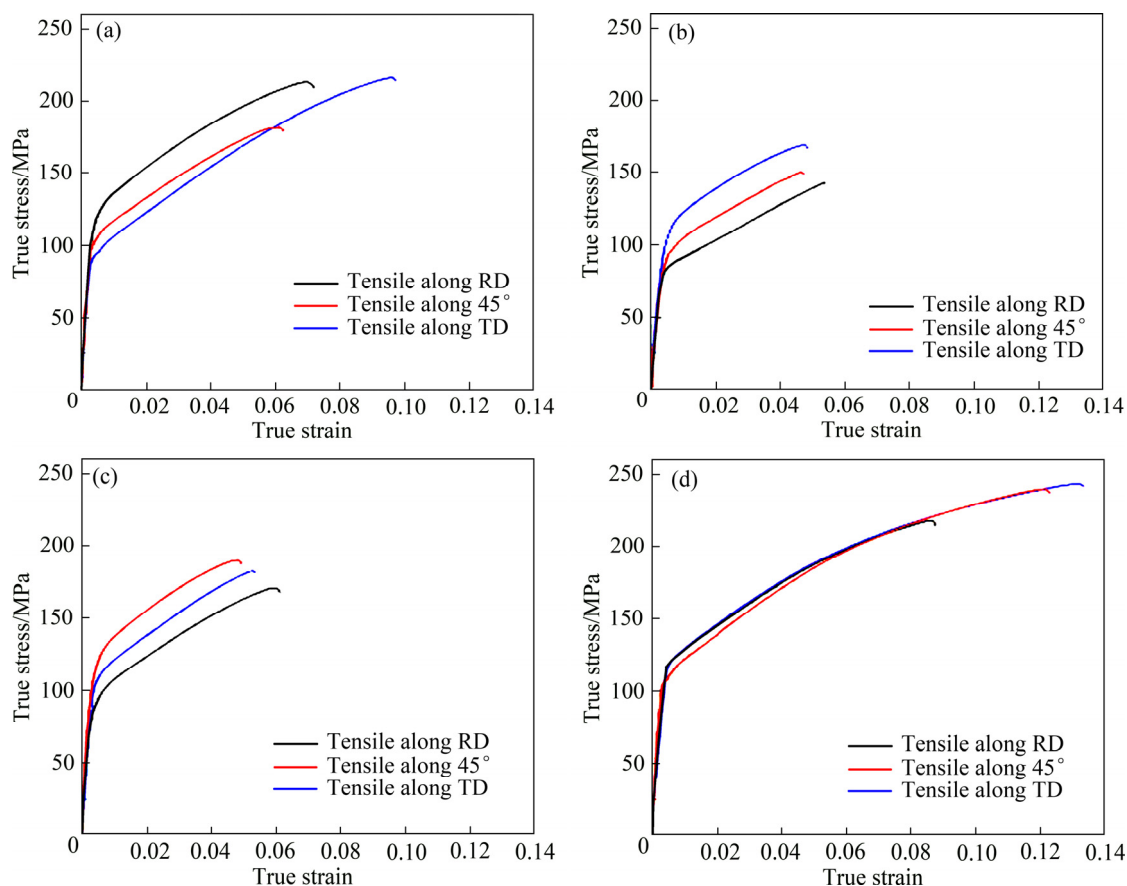 (a)
250
200
150
100
50
0
0.02 0.04 0.06 0.08 0.10 0.12 0.14
True stress/MPa
True strain
Tensile along RD
Tensile along 45°
Tensile along TD
(b)
250
200
150
100
50
0
0.02 0.04 0.06 0.08 0.10 0.12 0.14
True stress/MPa
True strain
Tensile along RD
Tensile along 45°
Tensile along TD
(c)
250
200
150
100
50
0
0.02 0.04 0.06 0.08 0.10 0.12 0.14
True stress/MPa
True strain
Tensile along RD
Tensile along 45°
Tensile along TD
(d)
250
200
150
100
50
0
0.02 0.04 0.06 0.08 0.10 0.12 0.14
True stress/MPa
True strain
Tensile along RD
Tensile along 45°
Tensile along TD